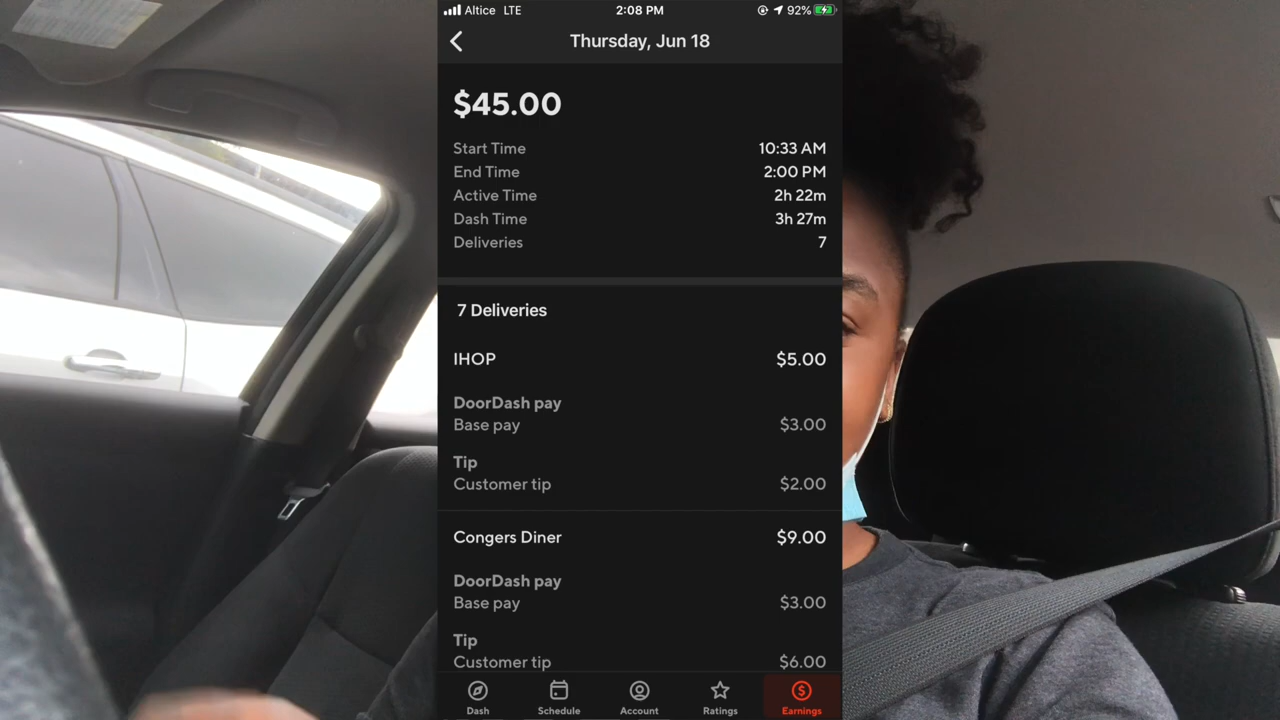 Altice LTE 2:08 PM 92%
Thursday, Jun 18
$45.00
Start Time 10:33 AM
End Time 2:00 PM
Active Time 2h 22m
Dash Time 3h 27m
Deliveries 7
7 Deliveries
IHOP $5.00
DoorDash pay
Base pay $3.00
Tip
Customer tip $2.00
Congers Diner $9.00
DoorDash pay
Base pay $3.00
Tip
Customer tip $6.00
Dash Schedule Account Ratings Earnings